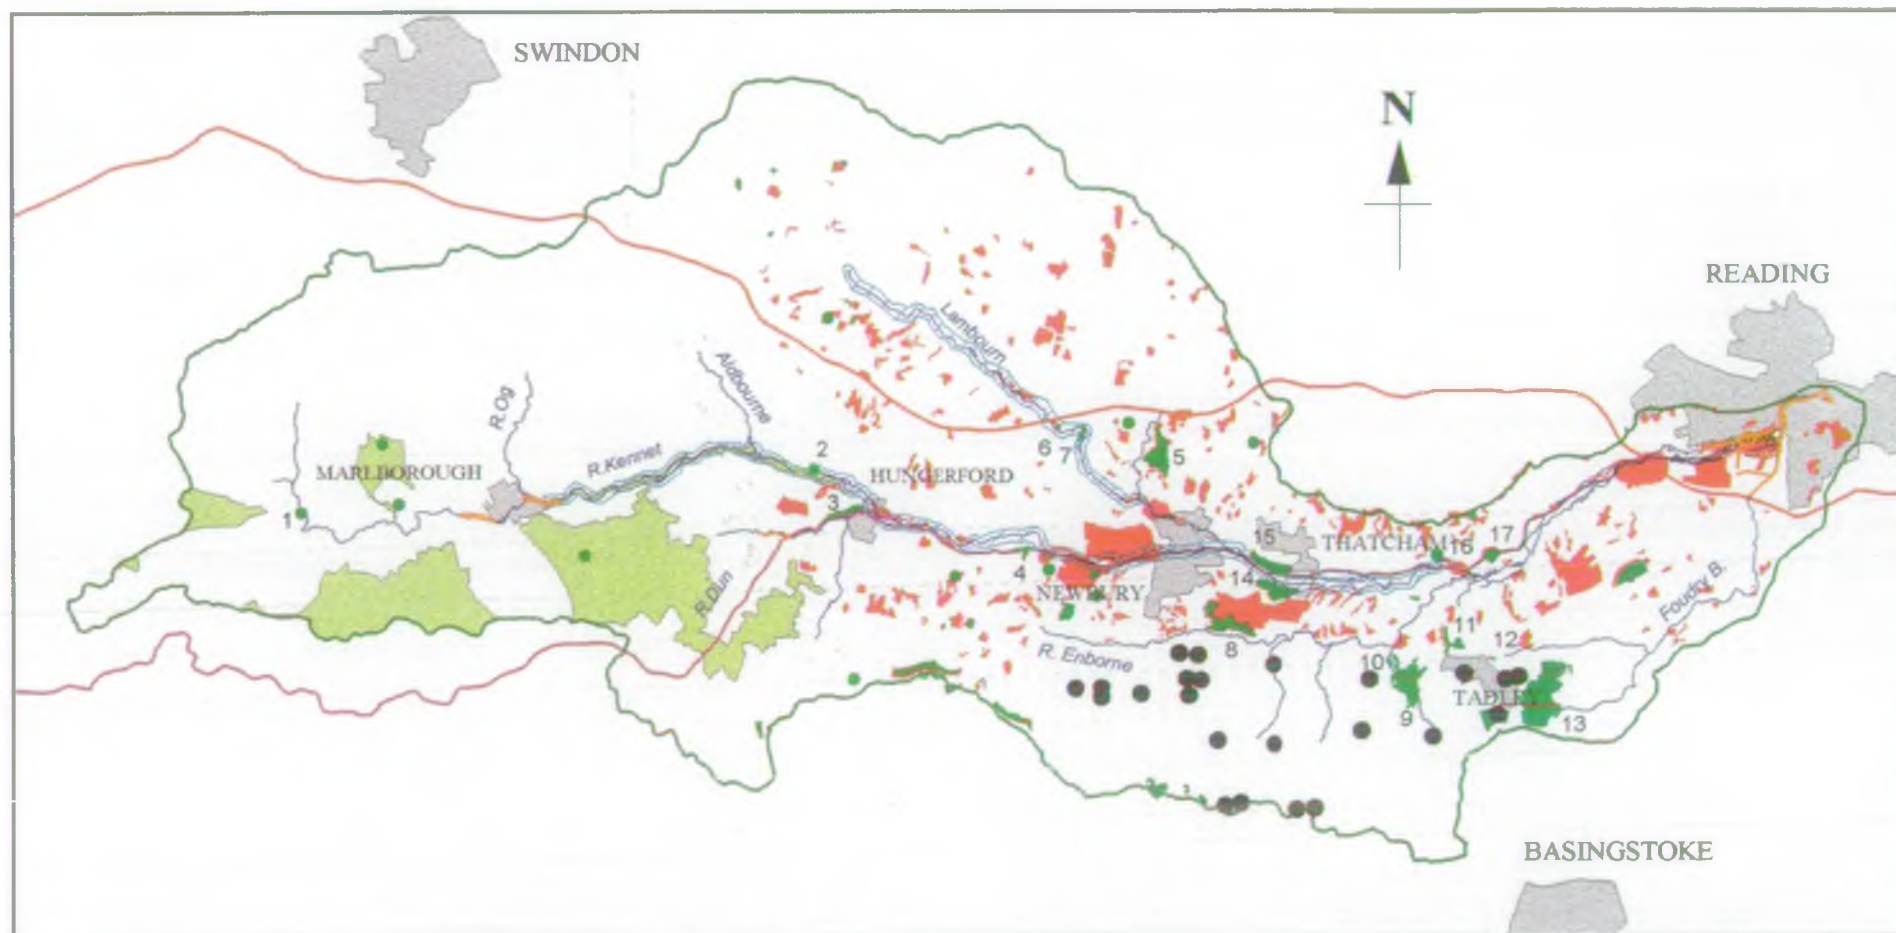 SWINDON
N
READING
Lambourn
Aldbourne
R.Og
R.Kennet
MARLBOROUGH
HUNGERFORD
1
2
3
4
5
6
7
R.Dun
NEWBURY
THATCHAM
14
15
16
17
R. Enborne
8
9
10
11
12
13
TADLEY
Foudry B.
BASINGSTOKE